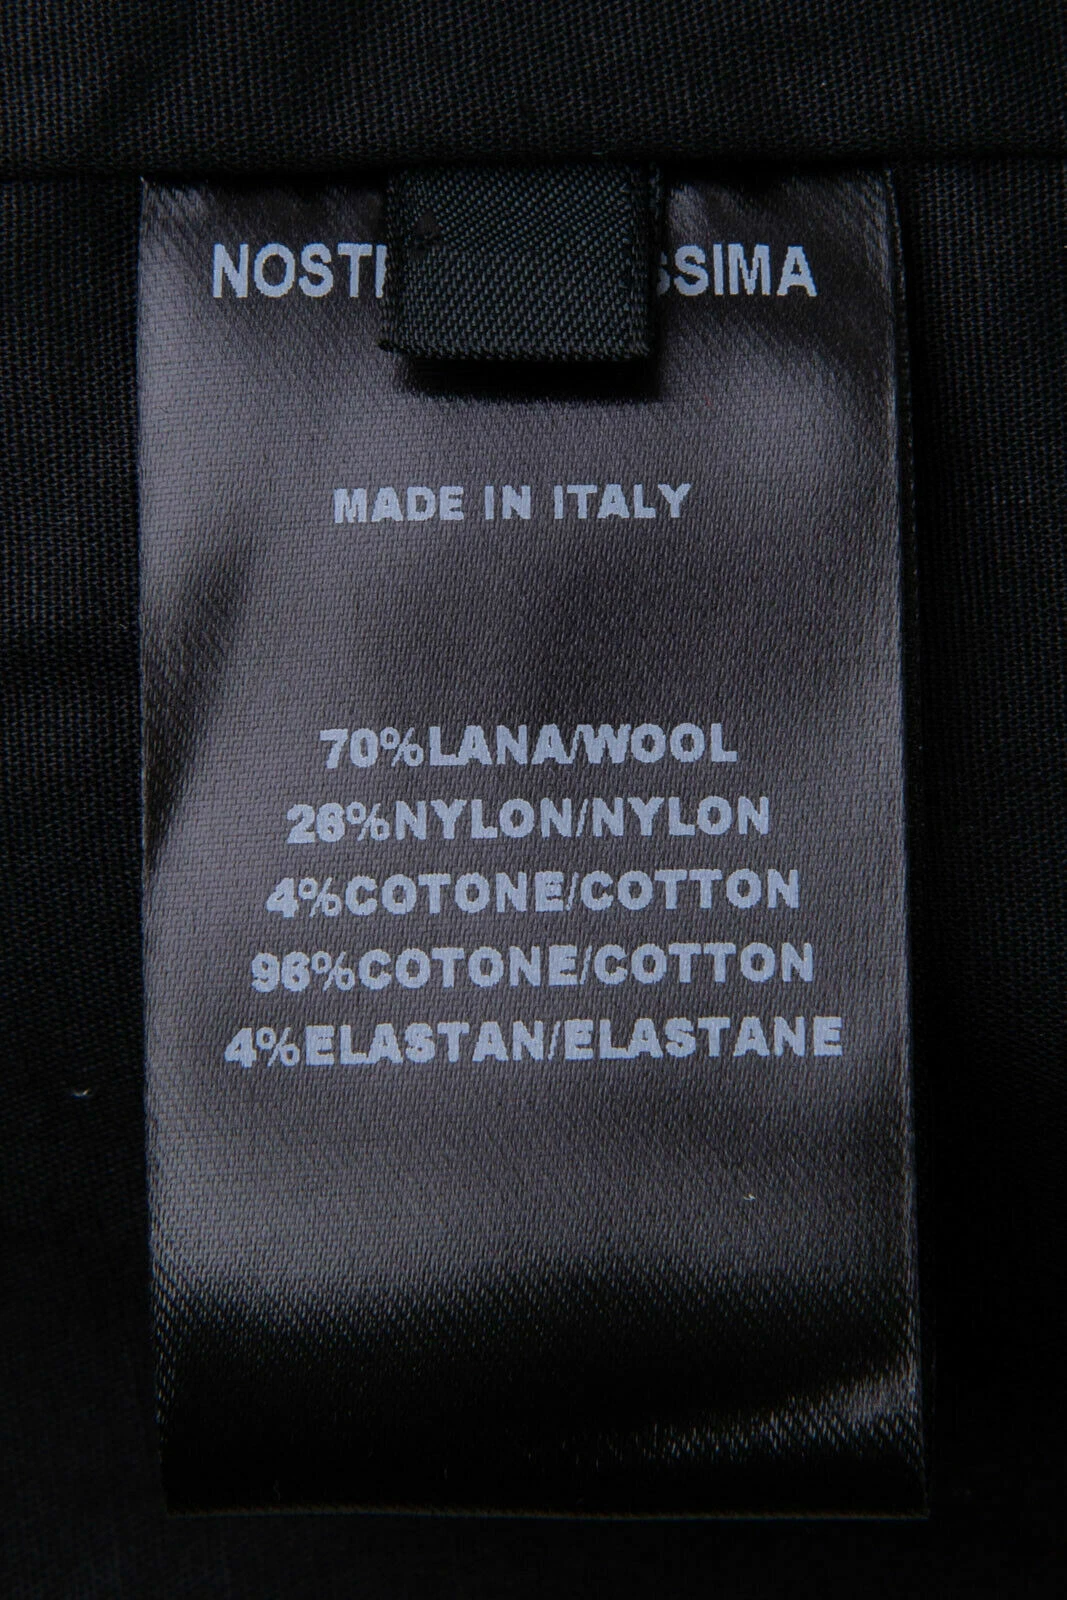 MADE IN ITALY
70%LANA/WOOL
26%NYLON/NYLON
4%COTONE/COTTON
96%COTONE/COTTON
4%ELASTAN/ELASTANE